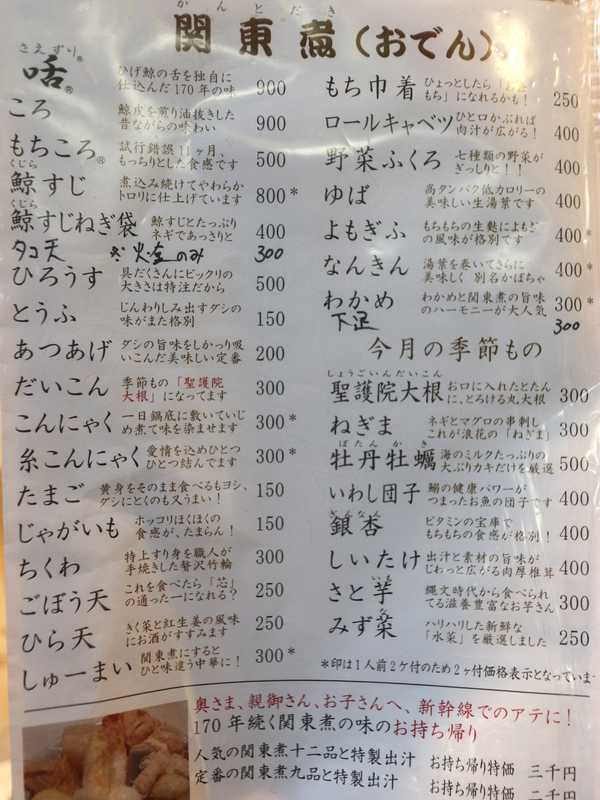 かんとだき
関東煮(おでん)
さえずり®
咶® ひげ鯨の舌を独自に
仕込んだ170年の味 900
ころ 鯨皮を煎り油抜きした
昔ながらの味わい 900
もちころ® 試行錯誤11ヶ月、
もっちりとした食感です 500
くじら
鯨すじ 煮込み続けてやわらか
トロリに仕上げています 800*
くじら
鯨すじねぎ袋 鯨すじとたっぷり
ネギであっさりと 400
タコ天 火金のみ 300
ひろうす 具だくさんにビックリの
大きさは特注だから 500
とうふ じんわりしみ出すダシの
味がまた格別 150
あつあげ ダシの旨味をしっかり吸
いこんだ美味しい定番 200
だいこん 季節もの「聖護院
大根」になってます 300
こんにゃく 一日鍋底に敷いていじ
め煮て味を染ませます 300*
糸こんにゃく 愛情を込めひとつ
ひとつ結んでます 300*
たまご 黄身をそのまま食べるもヨシ、
ダシにとくのも又うまい! 150
じゃがいも ホッコリほくほくの
食感が、たまらん! 150
ちくわ 特上すり身を職人が
手焼きした贅沢竹輪 300
ごぼう天 これを食べたら「芯」
の通った一になれる? 250
ひら天 きく菜と紅生姜の風味
にお酒がすすみます 250
しゅーまい 関東煮にすると
ひと味違う中華に! 300*
もち巾着 ひょっとしたら「
もち」になれるかも! 250
ロールキャベツ ひと口かぶれば
肉汁が広がる! 400
野菜ふくろ 七種類の野菜が
ぎっしり!! 400
ゆば 高タンパク低カロリーの
美味しい生湯葉です 400
よもぎふ もちもちの生麩によもぎ
の風味が格別です 400*
なんきん 湯葉を巻いてさらに
美味しく 別名かぼちゃ 400*
わかめ わかめと関東煮の旨味
のハーモニーが大人気 300*
下足 300
今月の季節もの
しょうごいんだいこん
聖護院大根 お口に入れたとたん
に、とろける丸大根 300
ねぎま ネギとマグロの串刺し
これが浪花の「ねぎま」 300
ぼたんかき
牡丹牡蠣 海のミルクたっぷりの
大ぶりカキだけを厳選 500
いわし団子 鰯の健康パワーが
つまったお魚の団子です 400
ぎんなん
銀杏 ビタミンの宝庫で
もちもちの食感が格別! 400
しいたけ 出汁と素材の旨味が
じわっと広がる肉厚椎茸 400
さと芋 縄文時代から食べられ
てる滋養豊富なお芋さん 300
みず菜 ハリハリした新鮮な
「水菜」を厳選しました 250
*印は1人前2ケ付のため2ヶ付価格表示となっていま
奥さま、親御さん、お子さんへ、新幹線でのアテに!
170年続く関東煮の味のお持ち帰り
人気の関東煮十二品と特製出汁 お持ち帰り特価 三千円
定番の関東煮九品と特製出汁 お持ち帰り特価 二千円